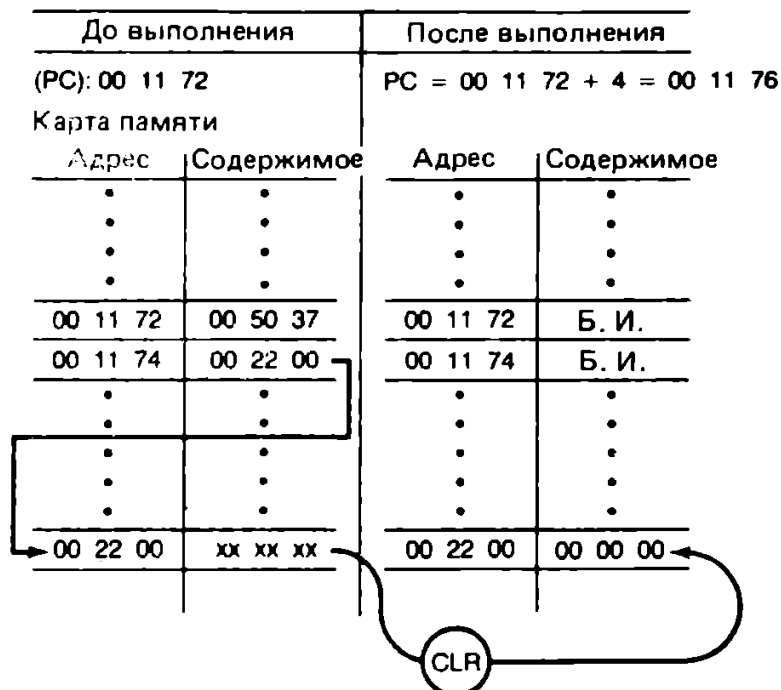 До выполнения После выполнения
(PC): 00 11 72 PC = 00 11 72 + 4 = 00 11 76
Карта памяти
Адрес Содержимое Адрес Содержимое
00 11 72 00 50 37 00 11 72 Б. И.
00 11 74 00 22 00 00 11 74 Б. И.
00 22 00 xx xx xx 00 22 00 00 00 00
CLR